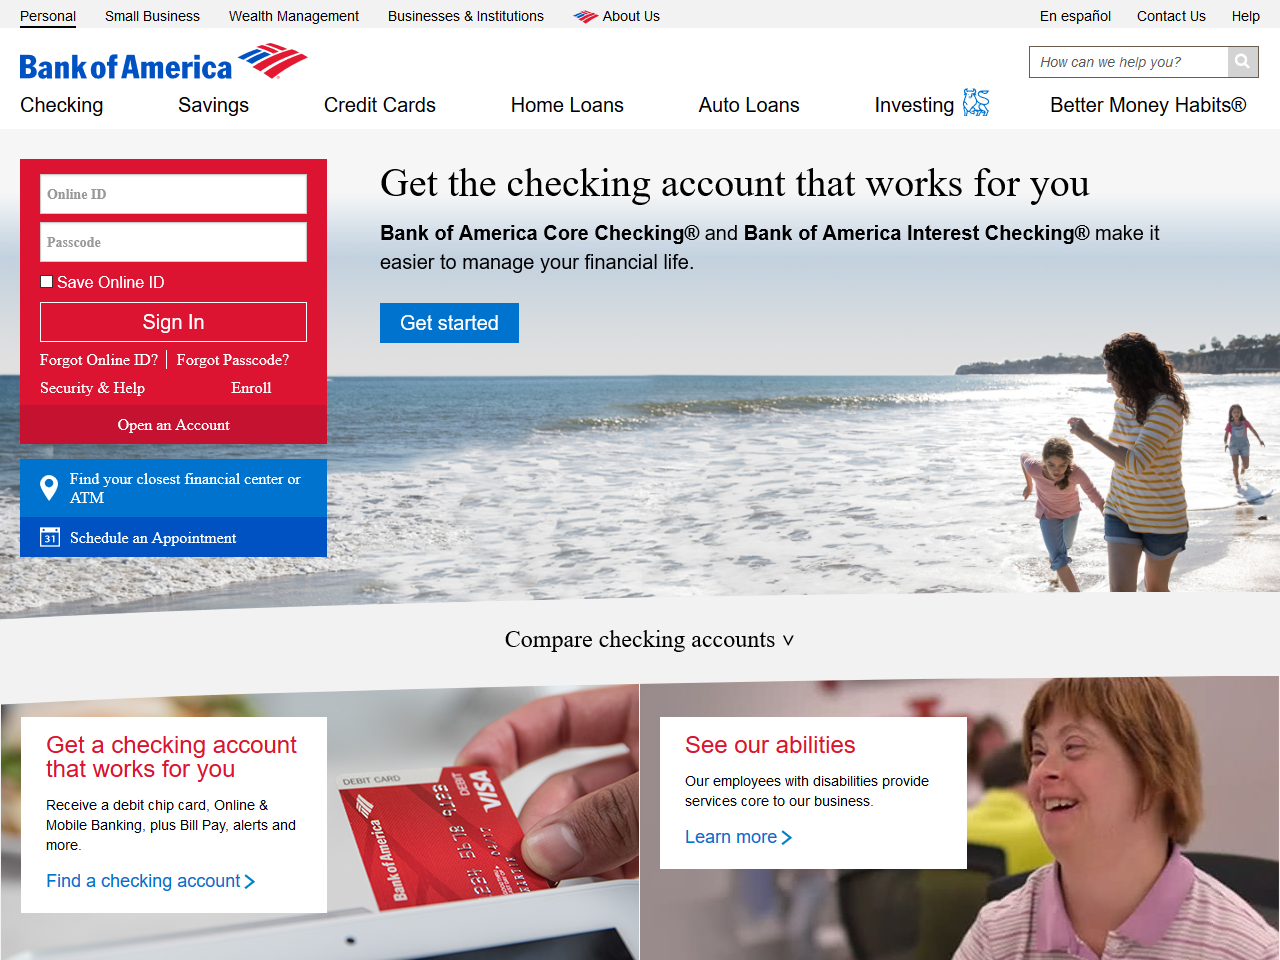 Personal Small Business Wealth Management Businesses & Institutions About Us En español Contact Us Help
Bank of America
How can we help you?
Checking Savings Credit Cards Home Loans Auto Loans Investing Better Money Habits®
Online ID
Passcode
Save Online ID
Sign In
Forgot Online ID? Forgot Passcode?
Security & Help Enroll
Open an Account
Find your closest financial center or
ATM
31 Schedule an Appointment
Get the checking account that works for you
Bank of America Core Checking® and Bank of America Interest Checking® make it
easier to manage your financial life.
Get started
Compare checking accounts
Get a checking account
that works for you
Receive a debit chip card, Online &
Mobile Banking, plus Bill Pay, alerts and
more.
Find a checking account
DEBIT CARD
Bank of America
DEBIT
VISA
See our abilities
Our employees with disabilities provide
services core to our business.
Learn more